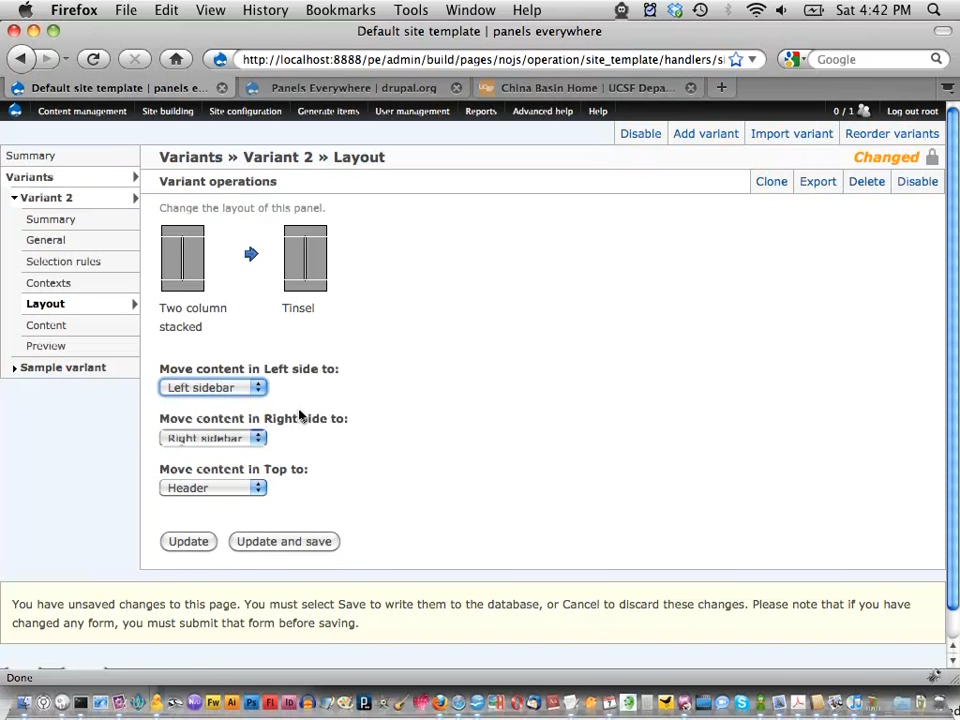 Firefox File Edit View History Bookmarks Tools Window Help Sat 4:42 PM
Default site template | panels everywhere
http://localhost:8888/pe/admin/build/pages/nojs/operation/site_template/handlers/si
Google
Default site template | panels e...
Panels Everywhere | drupal.org
China Basin Home | UCSF Depa...
Content management Site building Site configuration Generate items User management Reports Advanced help Help 0 / 1 Log out root
Disable Add variant Import variant Reorder variants
Summary
Variants
Variant 2
Summary
General
Selection rules
Contexts
Layout
Content
Preview
Sample variant
Variants » Variant 2 » Layout
Changed
Variant operations
Clone Export Delete Disable
Change the layout of this panel.
Two column
stacked
Tinsel
Move content in Left side to:
Left sidebar
Move content in Right side to:
Right sidebar
Move content in Top to:
Header
Update Update and save
You have unsaved changes to this page. You must select Save to write them to the database, or Cancel to discard these changes. Please note that if you have
changed any form, you must submit that form before saving.
Done